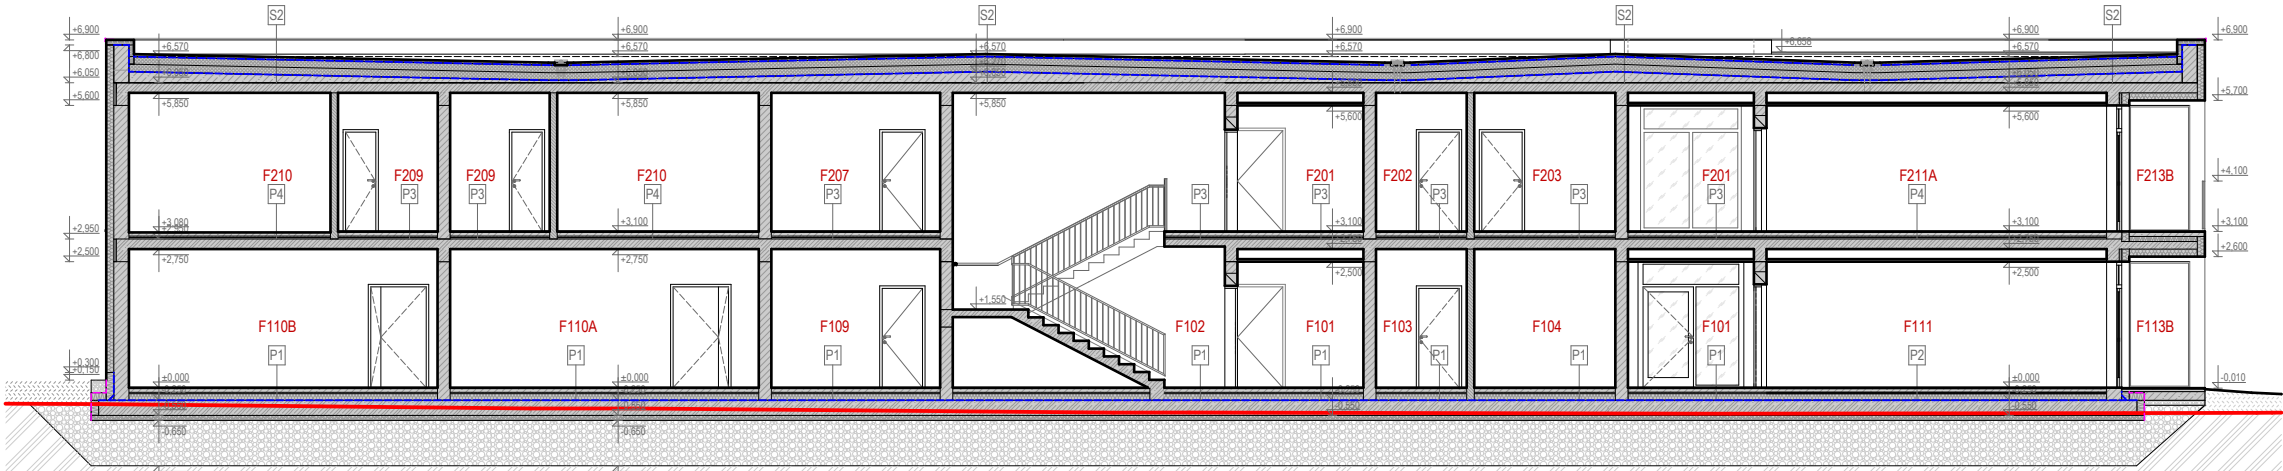 S2 S2 S2 S2
+6,900 +6,900 +6,900 +6,900 +6,900
+6,800 +6,570 +6,570 +6,570 +6,570 +6,658 +6,570
+6,050
+5,600 +5,850 +5,850 +5,850 +5,600 +5,600 +5,700
F210 F209 F209 F210 F207 F201 F202 F203 F201 F211A F213B
P4 P3 P3 P4 P3 P3 P3 P3 P3 P3 P4 +4,100
+2,950 +3,080 +3,100 +3,100 +3,100 +3,100
+2,500 +2,750 +2,750 +2,500 +2,500 +2,600
+1,550
F110B F110A F109 F102 F101 F103 F104 F101 F111 F113B
P1 P1 P1 P1 P1 P1 P1 P1 P2
+0,300
+0,150 ±0,000 ±0,000 ±0,000 -0,010
-0,550 -0,550
-0,650 -0,650